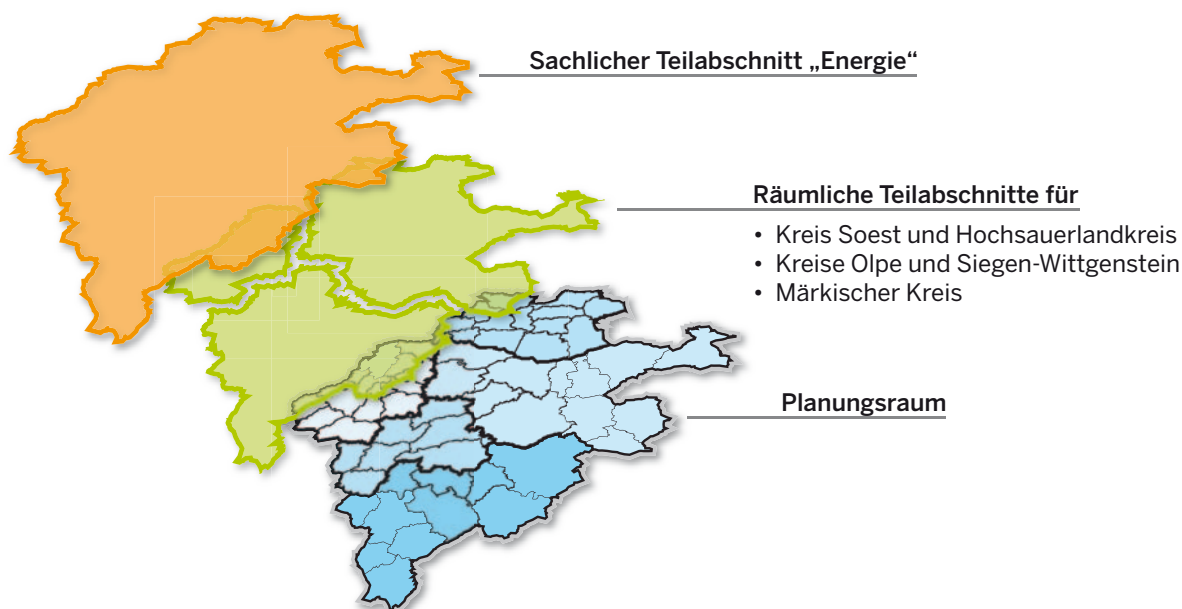 Sachlicher Teilabschnitt „Energie“
Räumliche Teilabschnitte für
• Kreis Soest und Hochsauerlandkreis
• Kreise Olpe und Siegen-Wittgenstein
• Märkischer Kreis
Planungsraum